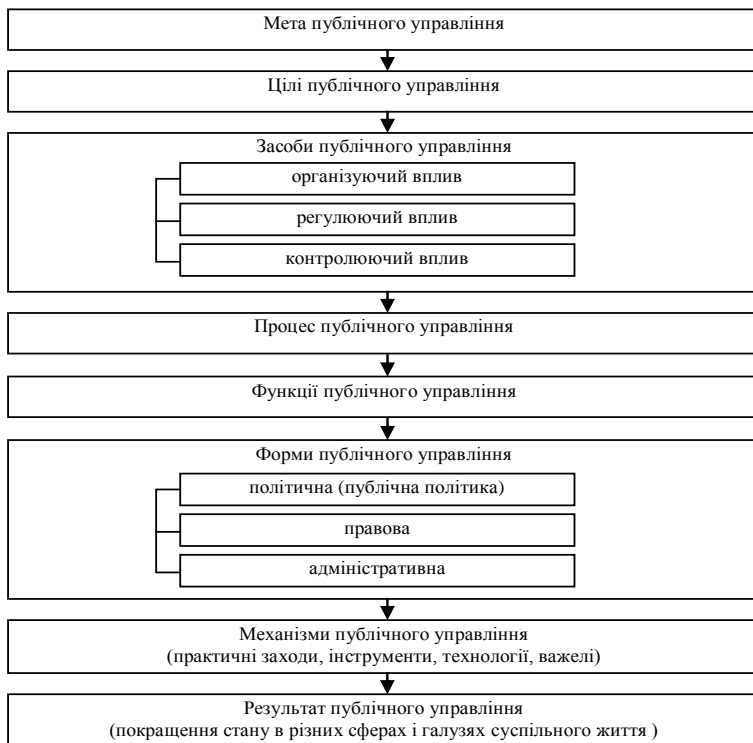 Мета публічного управління
Цілі публічного управління
Засоби публічного управління
організуючий вплив
регулюючий вплив
контролюючий вплив
Процес публічного управління
Функції публічного управління
Форми публічного управління
політична (публічна політика)
правова
адміністративна
Механізми публічного управління
(практичні заходи, інструменти, технології, важелі)
Результат публічного управління
(покращення стану в різних сферах і галузях суспільного життя )